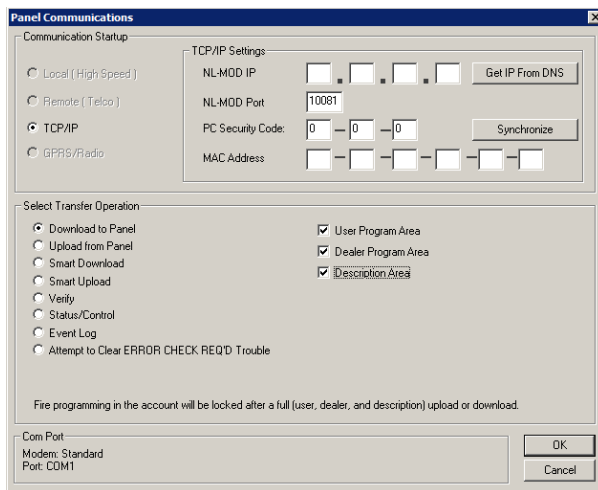 Panel Communications
Communication Startup
Local ( High Speed )
Remote ( Telco )
TCP/IP
GPRS/Radio
TCP/IP Settings
NL-MOD IP . . . Get IP From DNS
NL-MOD Port 10081
PC Security Code: 0 – 0 – 0 Synchronize
MAC Address – – – – –
Select Transfer Operation
Download to Panel
Upload from Panel
Smart Download
Smart Upload
Verify
Status/Control
Event Log
Attempt to Clear ERROR CHECK REQ'D Trouble
User Program Area
Dealer Program Area
Description Area
Fire programming in the account will be locked after a full (user, dealer, and description) upload or download.
Com Port
Modem: Standard
Port: COM1
OK
Cancel